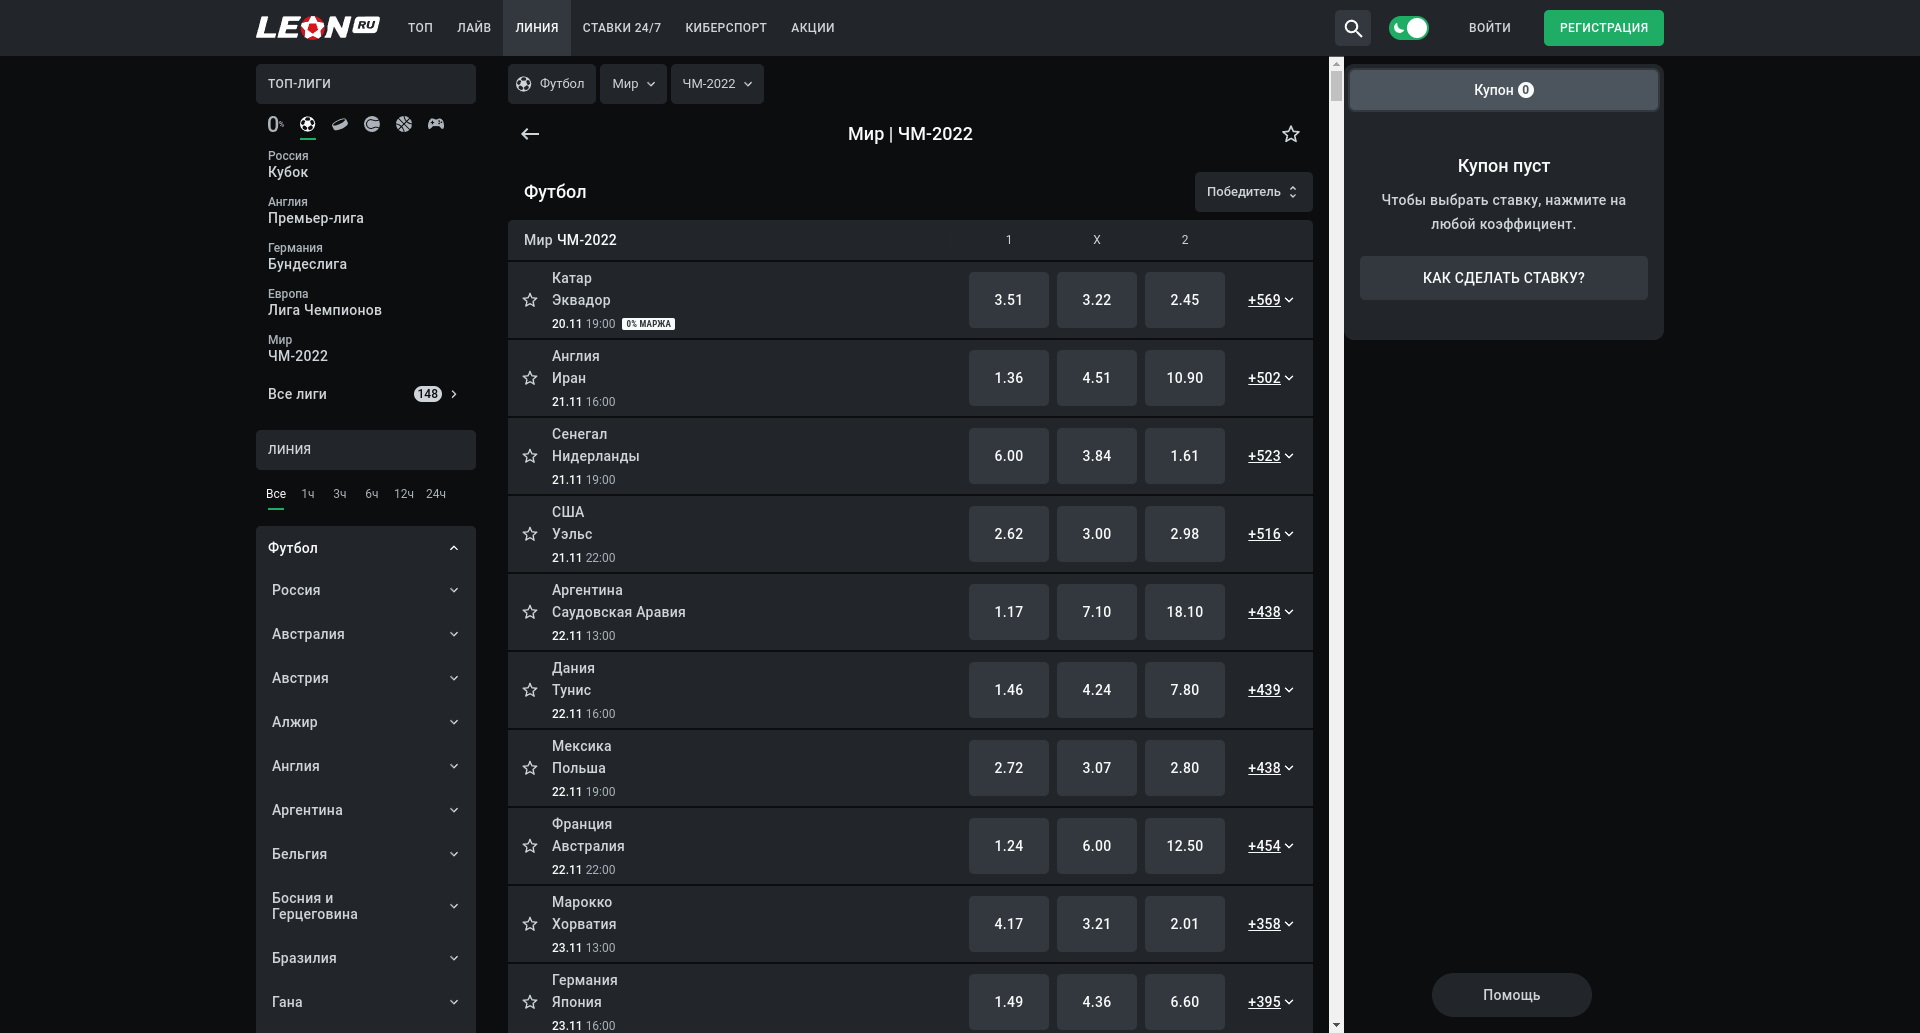 LEON RU
ТОП
ЛАЙВ
ЛИНИЯ
СТАВКИ 24/7
КИБЕРСПОРТ
АКЦИИ
ВОЙТИ
РЕГИСТРАЦИЯ
ТОП-ЛИГИ
0%
Россия
Кубок
Англия
Премьер-лига
Германия
Бундеслига
Европа
Лига Чемпионов
Мир
ЧМ-2022
Все лиги 148
ЛИНИЯ
Все 1ч 3ч 6ч 12ч 24ч
Футбол
Россия
Австралия
Австрия
Алжир
Англия
Аргентина
Бельгия
Босния и
Герцеговина
Бразилия
Гана
Футбол
Мир
ЧМ-2022
Мир | ЧМ-2022
Футбол
Победитель
Мир ЧМ-2022 1 X 2
Катар
Эквадор
20.11 19:00 0% МАРЖА
3.51 3.22 2.45 +569
Англия
Иран
21.11 16:00
1.36 4.51 10.90 +502
Сенегал
Нидерланды
21.11 19:00
6.00 3.84 1.61 +523
США
Уэльс
21.11 22:00
2.62 3.00 2.98 +516
Аргентина
Саудовская Аравия
22.11 13:00
1.17 7.10 18.10 +438
Дания
Тунис
22.11 16:00
1.46 4.24 7.80 +439
Мексика
Польша
22.11 19:00
2.72 3.07 2.80 +438
Франция
Австралия
22.11 22:00
1.24 6.00 12.50 +454
Марокко
Хорватия
23.11 13:00
4.17 3.21 2.01 +358
Германия
Япония
23.11 16:00
1.49 4.36 6.60 +395
Купон 0
Купон пуст
Чтобы выбрать ставку, нажмите на
любой коэффициент.
КАК СДЕЛАТЬ СТАВКУ?
Помощь